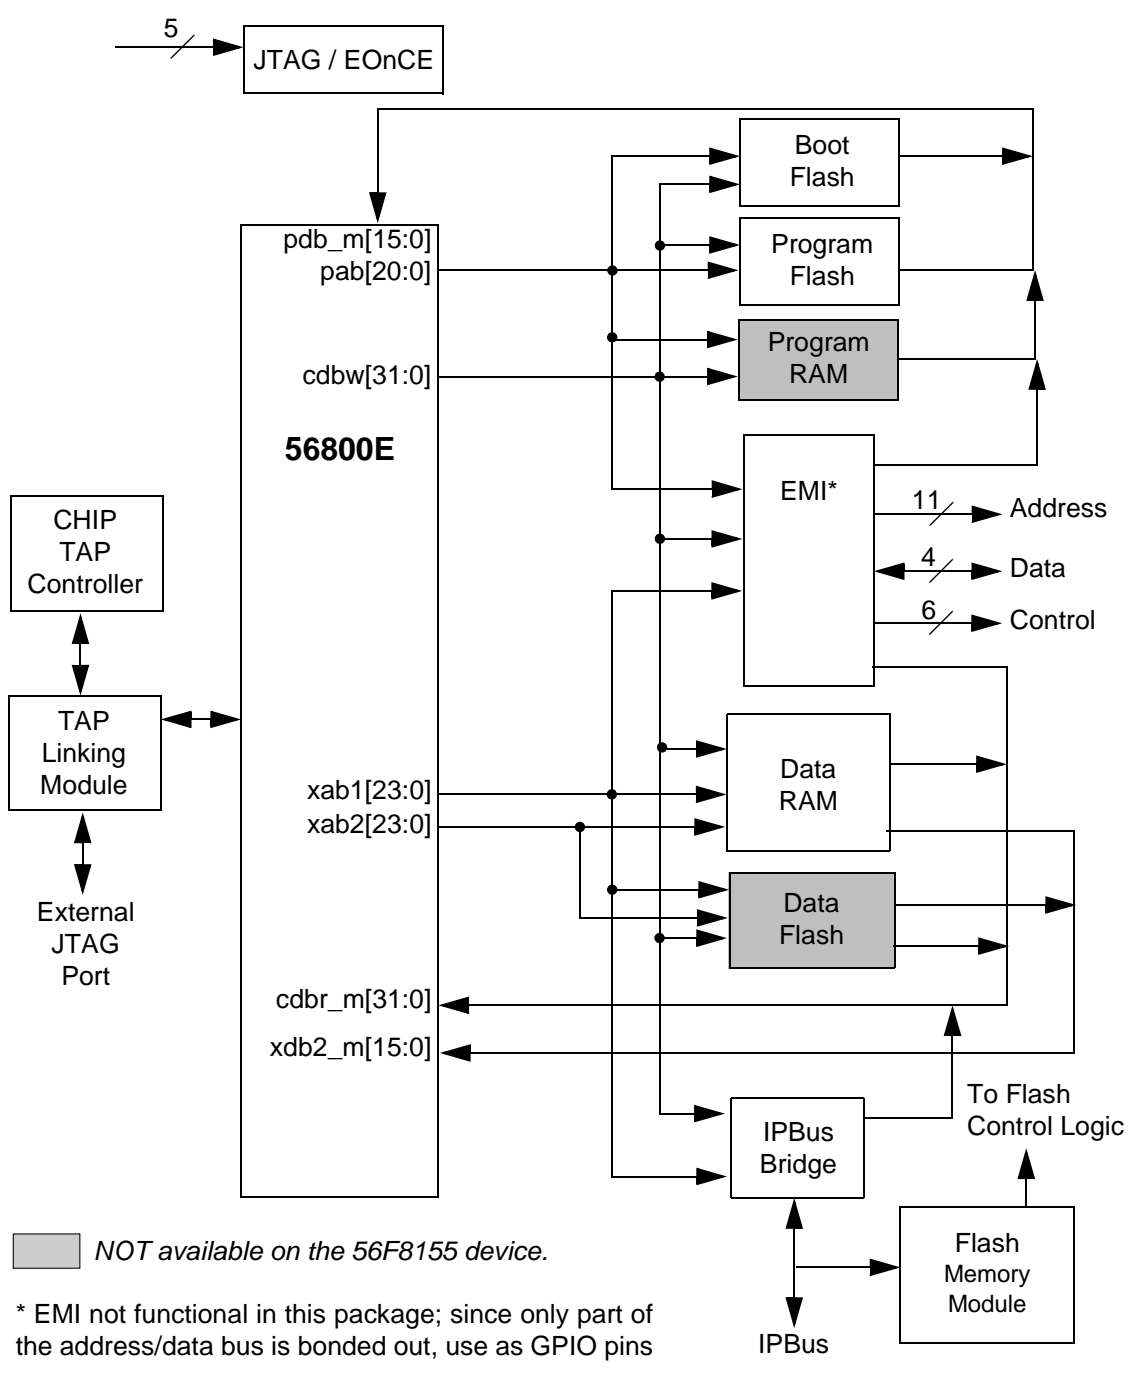 5
JTAG / EOnCE
Boot
Flash
pdb_m[15:0]
pab[20:0]
Program
Flash
Program
RAM
cdbw[31:0]
56800E
EMI*
11
Address
4
Data
6
Control
CHIP
TAP
Controller
TAP
Linking
Module
External
JTAG
Port
Data
RAM
xab1[23:0]
xab2[23:0]
Data
Flash
cdbr_m[31:0]
xdb2_m[15:0]
To Flash
Control Logic
IPBus
Bridge
Flash
Memory
Module
IPBus
NOT available on the 56F8155 device.
* EMI not functional in this package; since only part of
the address/data bus is bonded out, use as GPIO pins